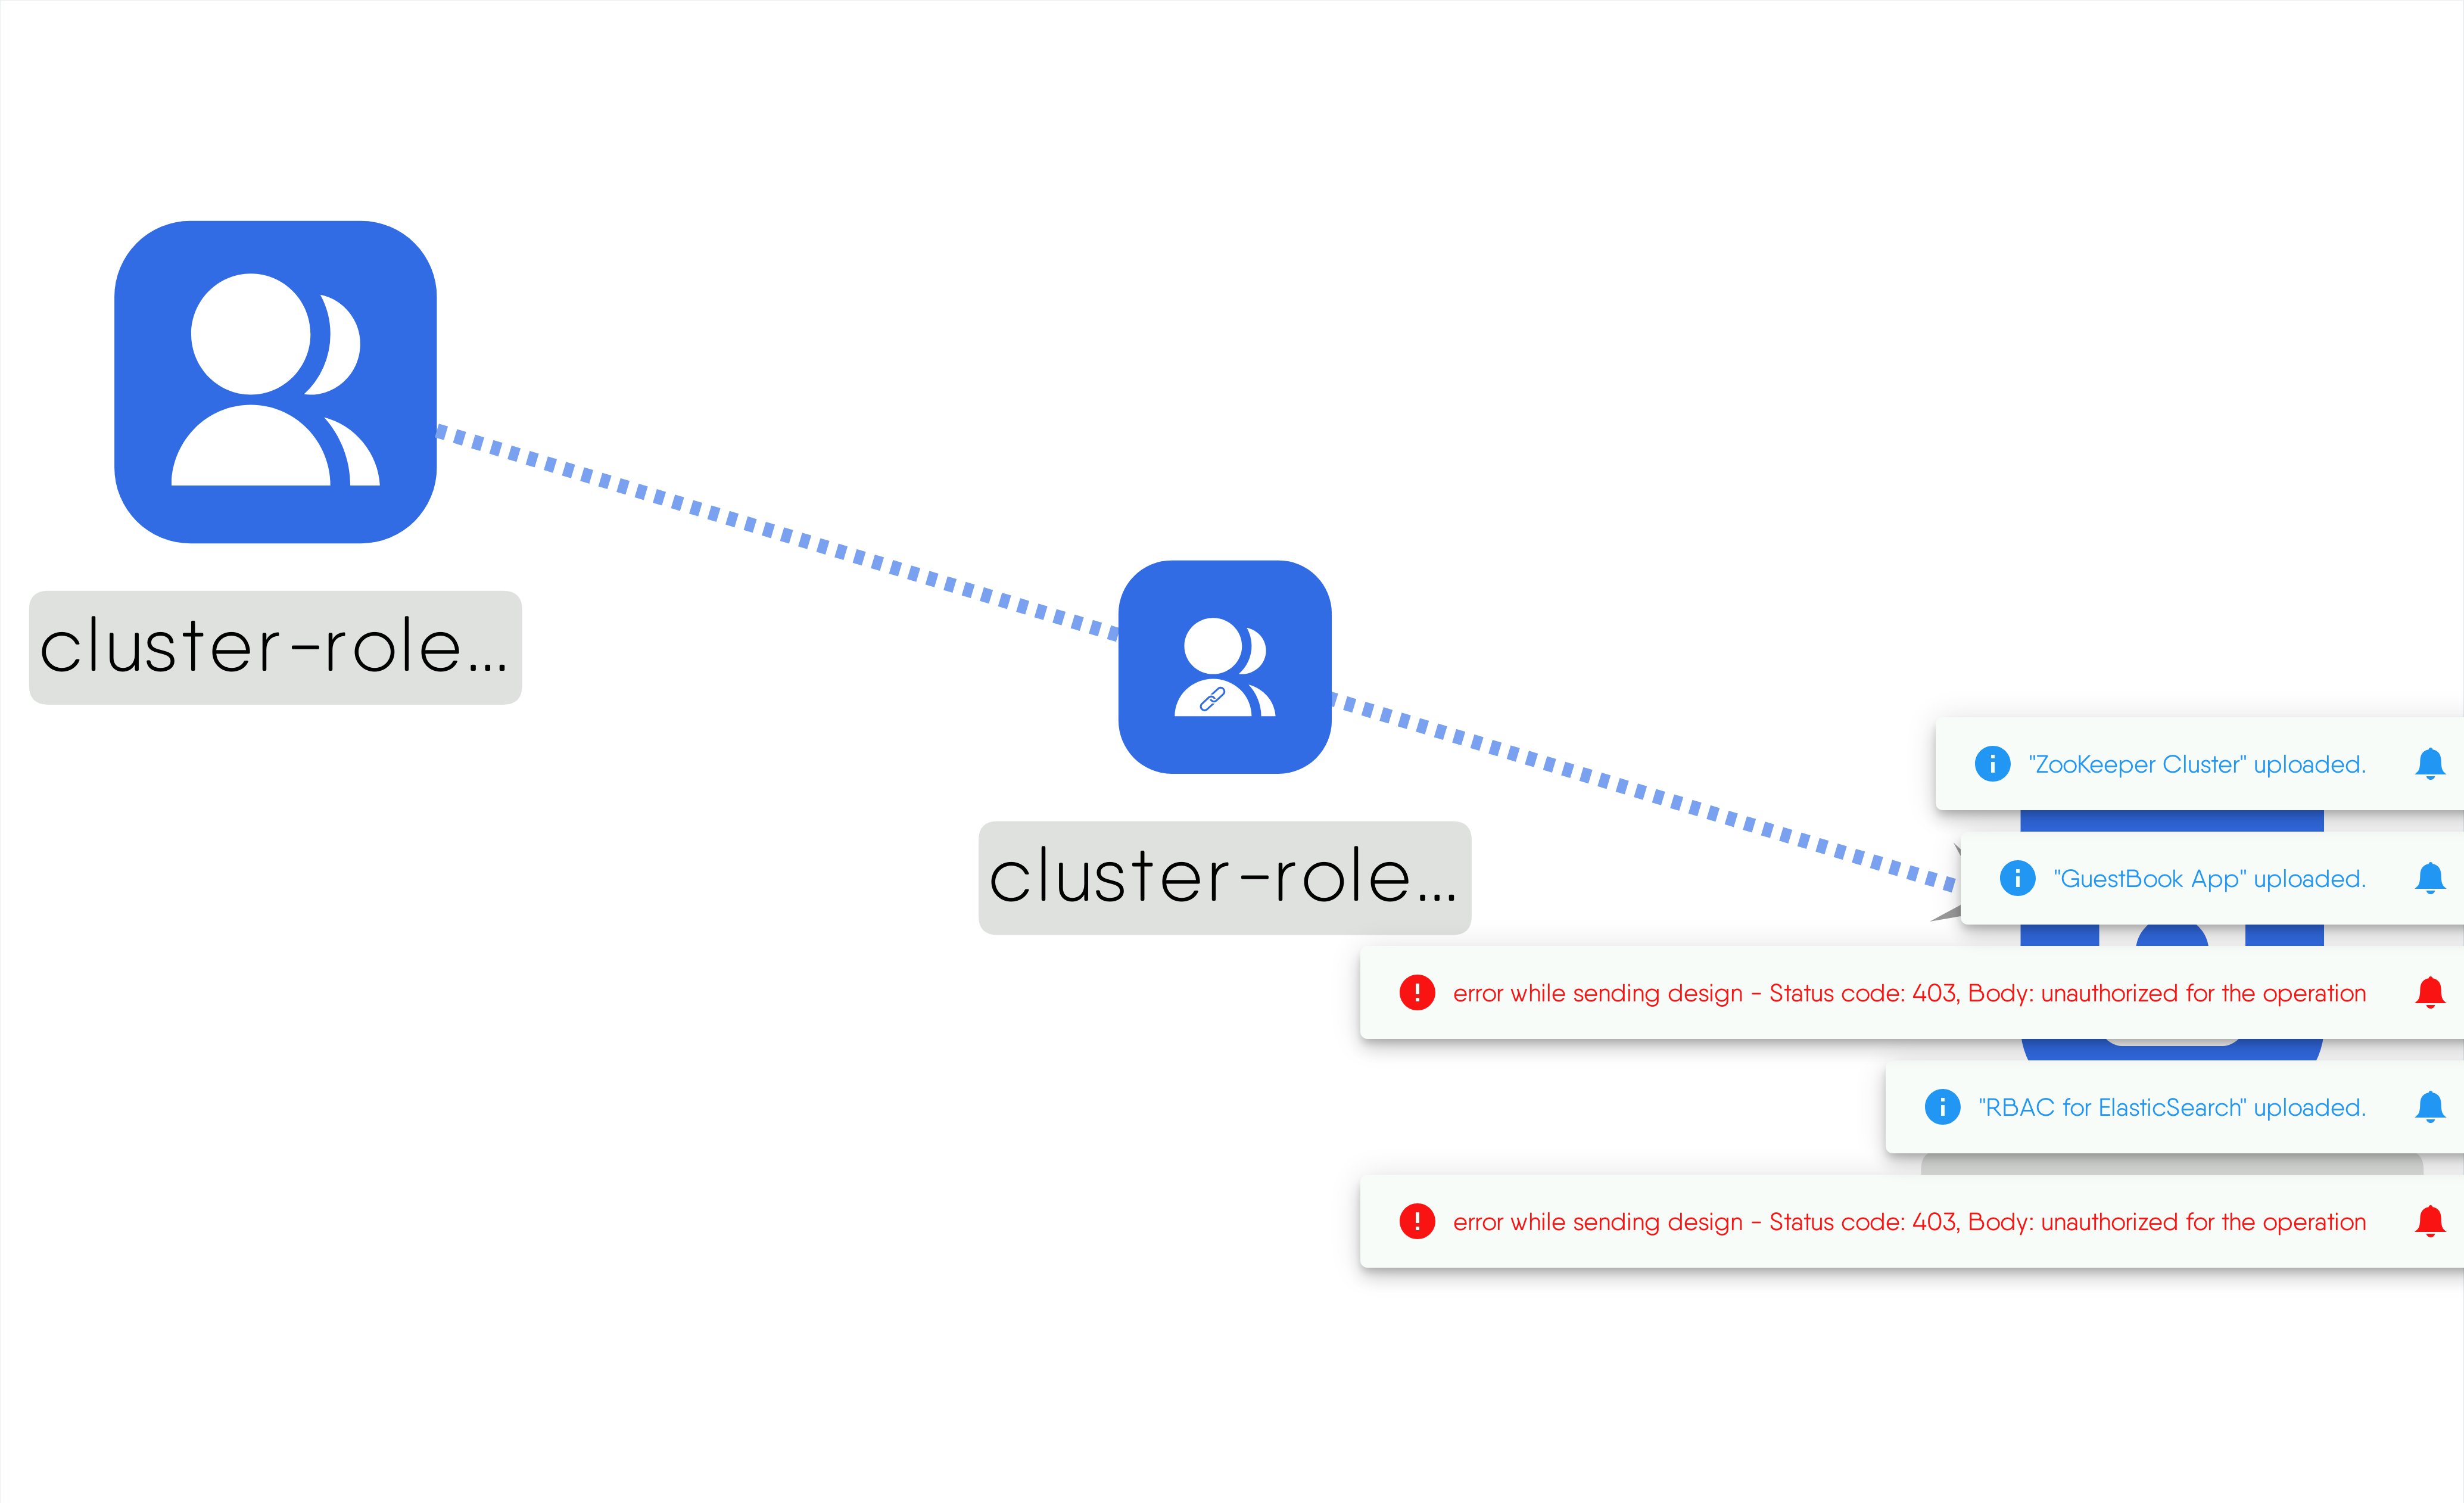 cluster-role...
cluster-role...
"ZooKeeper Cluster" uploaded.
"GuestBook App" uploaded.
error while sending design - Status code: 403, Body: unauthorized for the operation
"RBAC for ElasticSearch" uploaded.
error while sending design - Status code: 403, Body: unauthorized for the operation